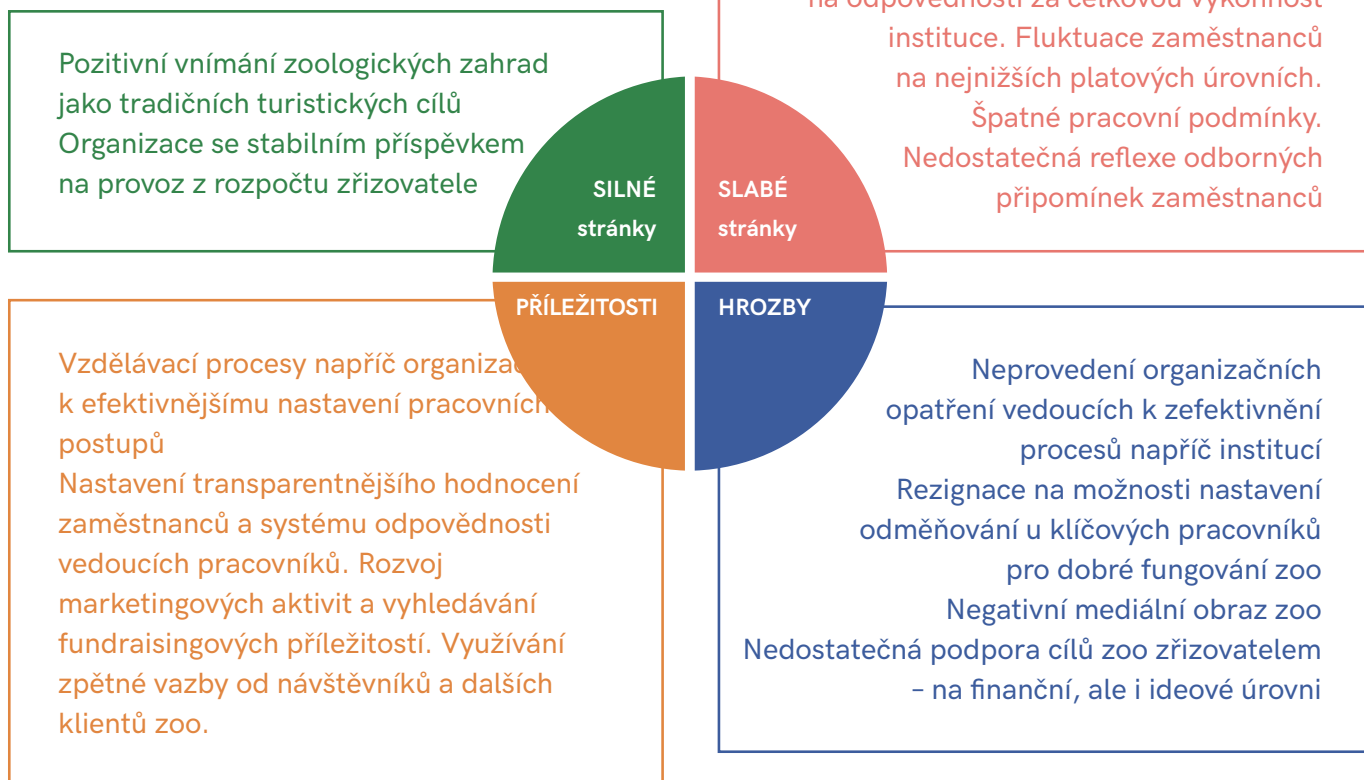 Pozitivní vnímání zoologických zahrad
jako tradičních turistických cílů
Organizace se stabilním příspěvkem
na provoz z rozpočtu zřizovatele
na odpovědnosti za celkovou výkonnost
instituce. Fluktuace zaměstnanců
na nejnižších platových úrovních.
Špatné pracovní podmínky.
Nedostatečná reflexe odborných
připomínek zaměstnanců
SILNÉ
stránky
SLABÉ
stránky
PŘÍLEŽITOSTI
HROZBY
Vzdělávací procesy napříč
k efektivnějšímu nastavení pracovních
postupů
Nastavení transparentnějšího hodnocení
zaměstnanců a systému odpovědnosti
vedoucích pracovníků. Rozvoj
marketingových aktivit a vyhledávání
fundraisingových příležitostí. Využívání
zpětné vazby od návštěvníků a dalších
klientů zoo.
Neprovedení organizačních
opatření vedoucích k zefektivnění
procesů napříč institucí
Rezignace na možnosti nastavení
odměňování u klíčových pracovníků
pro dobré fungování zoo
Negativní mediální obraz zoo
Nedostatečná podpora cílů zoo zřizovatelem
– na finanční, ale i ideové úrovni